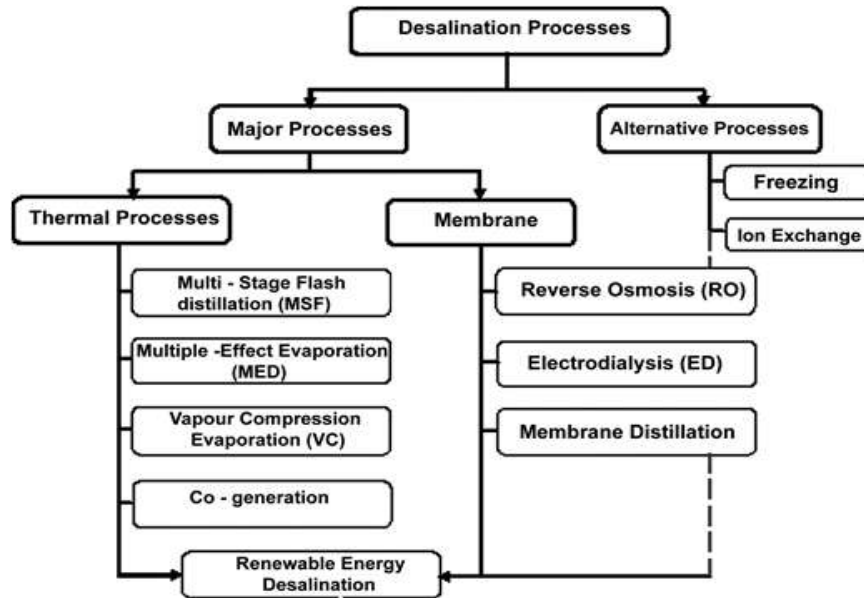 Desalination Processes
Major Processes
Alternative Processes
Freezing
Ion Exchange
Thermal Processes
Membrane
Multi - Stage Flash
distillation (MSF)
Multiple -Effect Evaporation
(MED)
Vapour Compression
Evaporation (VC)
Co - generation
Reverse Osmosis (RO)
Electrodialysis (ED)
Membrane Distillation
Renewable Energy
Desalination